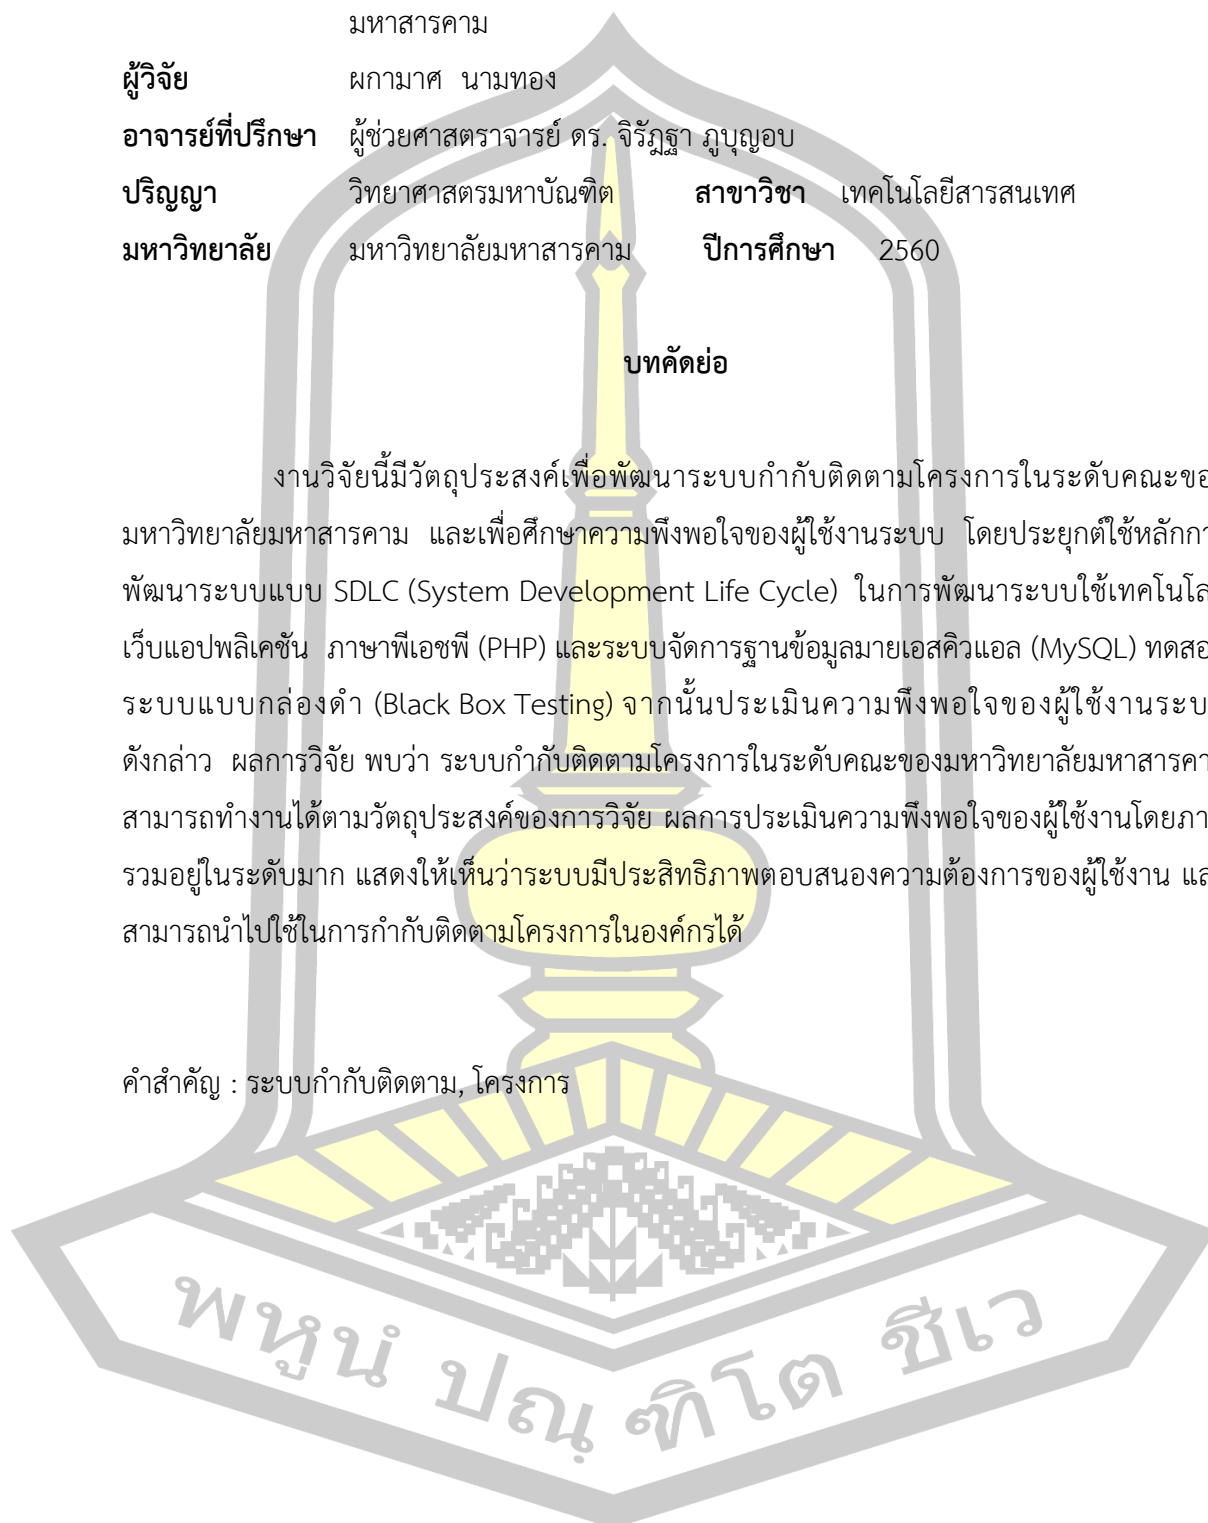 มหาสารคาม
ผู้วิจัย ผกามาศ นามทอง
อาจารย์ที่ปรึกษา ผู้ช่วยศาสตราจารย์ ดร. จิรัฎฐา ภูบุญอบ
ปริญญา วิทยาศาสตรมหาบัณฑิต สาขาวิชา เทคโนโลยีสารสนเทศ
มหาวิทยาลัย มหาวิทยาลัยมหาสารคาม ปีการศึกษา 2560
บทคัดย่อ
งานวิจัยนี้มีวัตถุประสงค์เพื่อพัฒนาระบบกำกับติดตามโครงการในระดับคณะขอ
มหาวิทยาลัยมหาสารคาม และเพื่อศึกษาความพึงพอใจของผู้ใช้งานระบบ โดยประยุกต์ใช้หลักกา
พัฒนาระบบแบบ SDLC (System Development Life Cycle) ในการพัฒนาระบบใช้เทคโนโล
เว็บแอปพลิเคชัน ภาษาพีเอชพี (PHP) และระบบจัดการฐานข้อมูลมายเอสคิวแอล (MySQL) ทดสอ
ระบบแบบกล่องดำ (Black Box Testing) จากนั้นประเมินความพึงพอใจของผู้ใช้งานระบ
ดังกล่าว ผลการวิจัย พบว่า ระบบกำกับติดตามโครงการในระดับคณะของมหาวิทยาลัยมหาสารคา
สามารถทำงานได้ตามวัตถุประสงค์ของการวิจัย ผลการประเมินความพึงพอใจของผู้ใช้งานโดยภา
รวมอยู่ในระดับมาก แสดงให้เห็นว่าระบบมีประสิทธิภาพตอบสนองความต้องการของผู้ใช้งาน แล
สามารถนำไปใช้ในการกำกับติดตามโครงการในองค์กรได้
คำสำคัญ : ระบบกำกับติดตาม, โครงการ
พหูนํ ปณฺฑิโต ชีเว